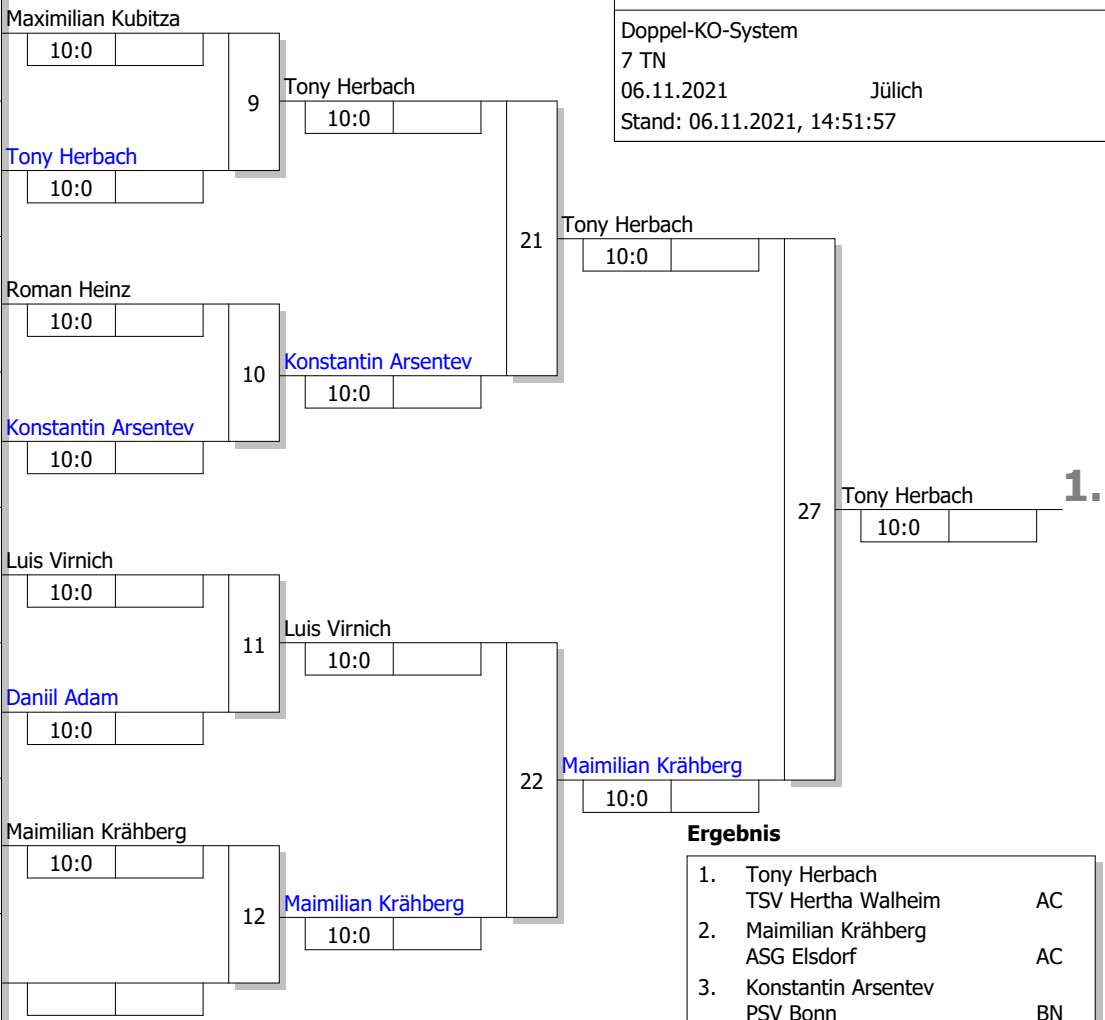 Maximilian Kubitza
10:0
9
Tony Herbach
10:0
Tony Herbach
10:0
Doppel-KO-System
7 TN
06.11.2021 Jülich
Stand: 06.11.2021, 14:51:57
21
Tony Herbach
10:0
Roman Heinz
10:0
10
Konstantin Arsentev
10:0
Konstantin Arsentev
10:0
27
Tony Herbach
10:0
1.
Luis Virnich
10:0
11
Luis Virnich
10:0
Daniil Adam
10:0
22
Maimilian Krähberg
10:0
Maimilian Krähberg
10:0
12
Maimilian Krähberg
10:0
Ergebnis
1. Tony Herbach
TSV Hertha Walheim AC
2. Maimilian Krähberg
ASG Elsdorf AC
3. Konstantin Arsentev
PSV Bonn BN